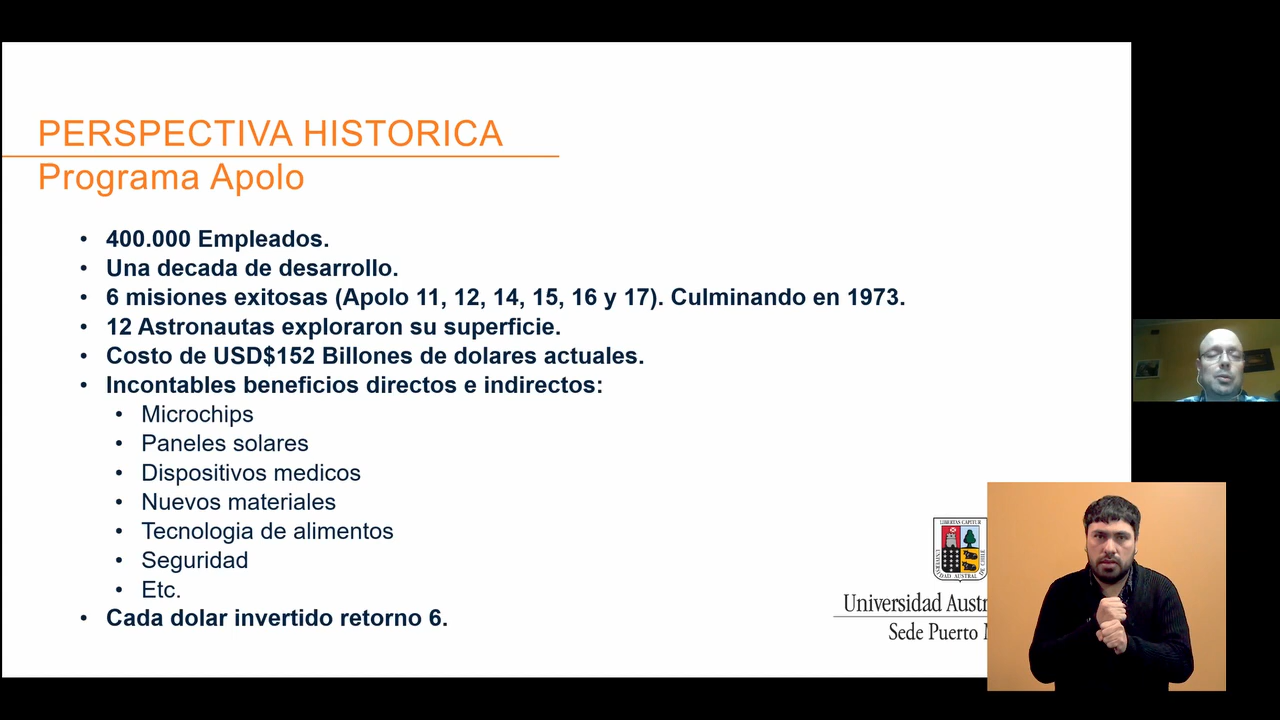 PERSPECTIVA HISTORICA
Programa Apolo
• 400.000 Empleados.
• Una decada de desarrollo.
• 6 misiones exitosas (Apolo 11, 12, 14, 15, 16 y 17). Culminando en 1973.
• 12 Astronautas exploraron su superficie.
• Costo de USD$152 Billones de dolares actuales.
• Incontables beneficios directos e indirectos:
• Microchips
• Paneles solares
• Dispositivos medicos
• Nuevos materiales
• Tecnologia de alimentos
• Seguridad
• Etc.
• Cada dolar invertido retorno 6.
LIBERTAS CAPITUR
Universidad
Sede Puerto